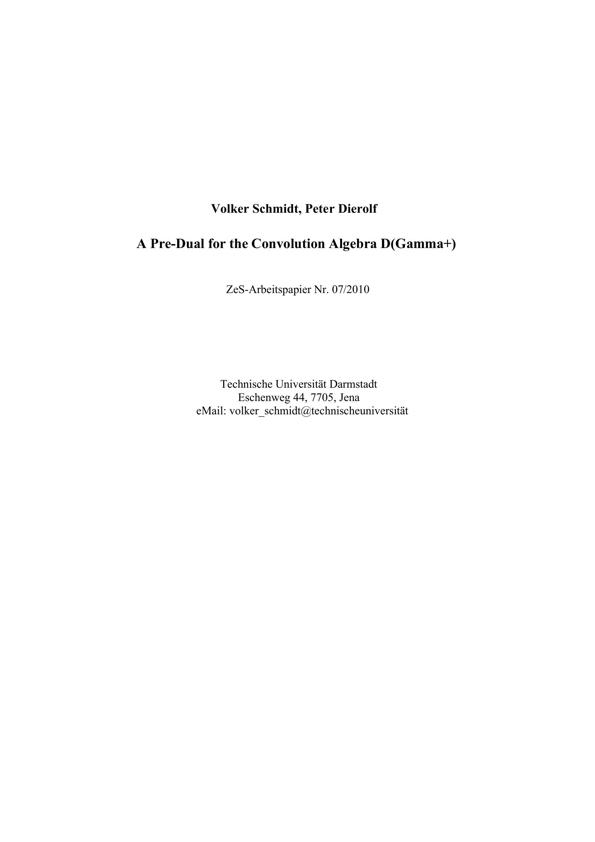 Volker Schmidt, Peter Dierolf
A Pre-Dual for the Convolution Algebra D(Gamma+)
ZeS-Arbeitspapier Nr. 07/2010
Technische Universität Darmstadt
Eschenweg 44, 7705, Jena
eMail: volker_schmidt@technischeuniversität